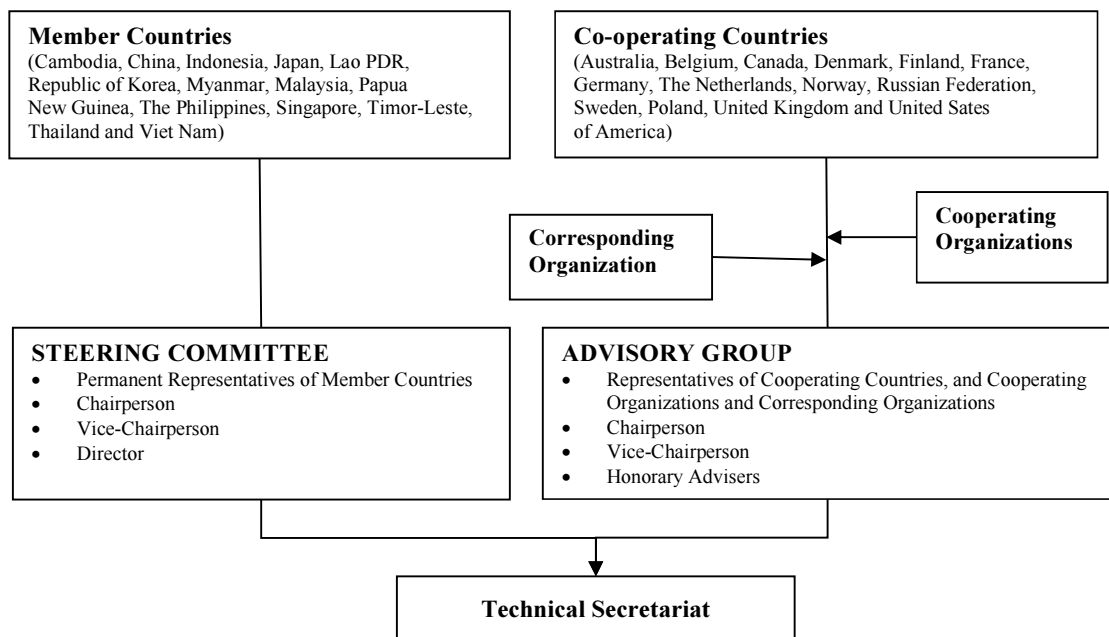 Member Countries
(Cambodia, China, Indonesia, Japan, Lao PDR,
Republic of Korea, Myanmar, Malaysia, Papua
New Guinea, The Philippines, Singapore, Timor-Leste,
Thailand and Viet Nam)
Co-operating Countries
(Australia, Belgium, Canada, Denmark, Finland, France,
Germany, The Netherlands, Norway, Russian Federation,
Sweden, Poland, United Kingdom and United Sates
of America)
Corresponding
Organization
Cooperating
Organizations
STEERING COMMITTEE
• Permanent Representatives of Member Countries
• Chairperson
• Vice-Chairperson
• Director
ADVISORY GROUP
• Representatives of Cooperating Countries, and Cooperating
Organizations and Corresponding Organizations
• Chairperson
• Vice-Chairperson
• Honorary Advisers
Technical Secretariat